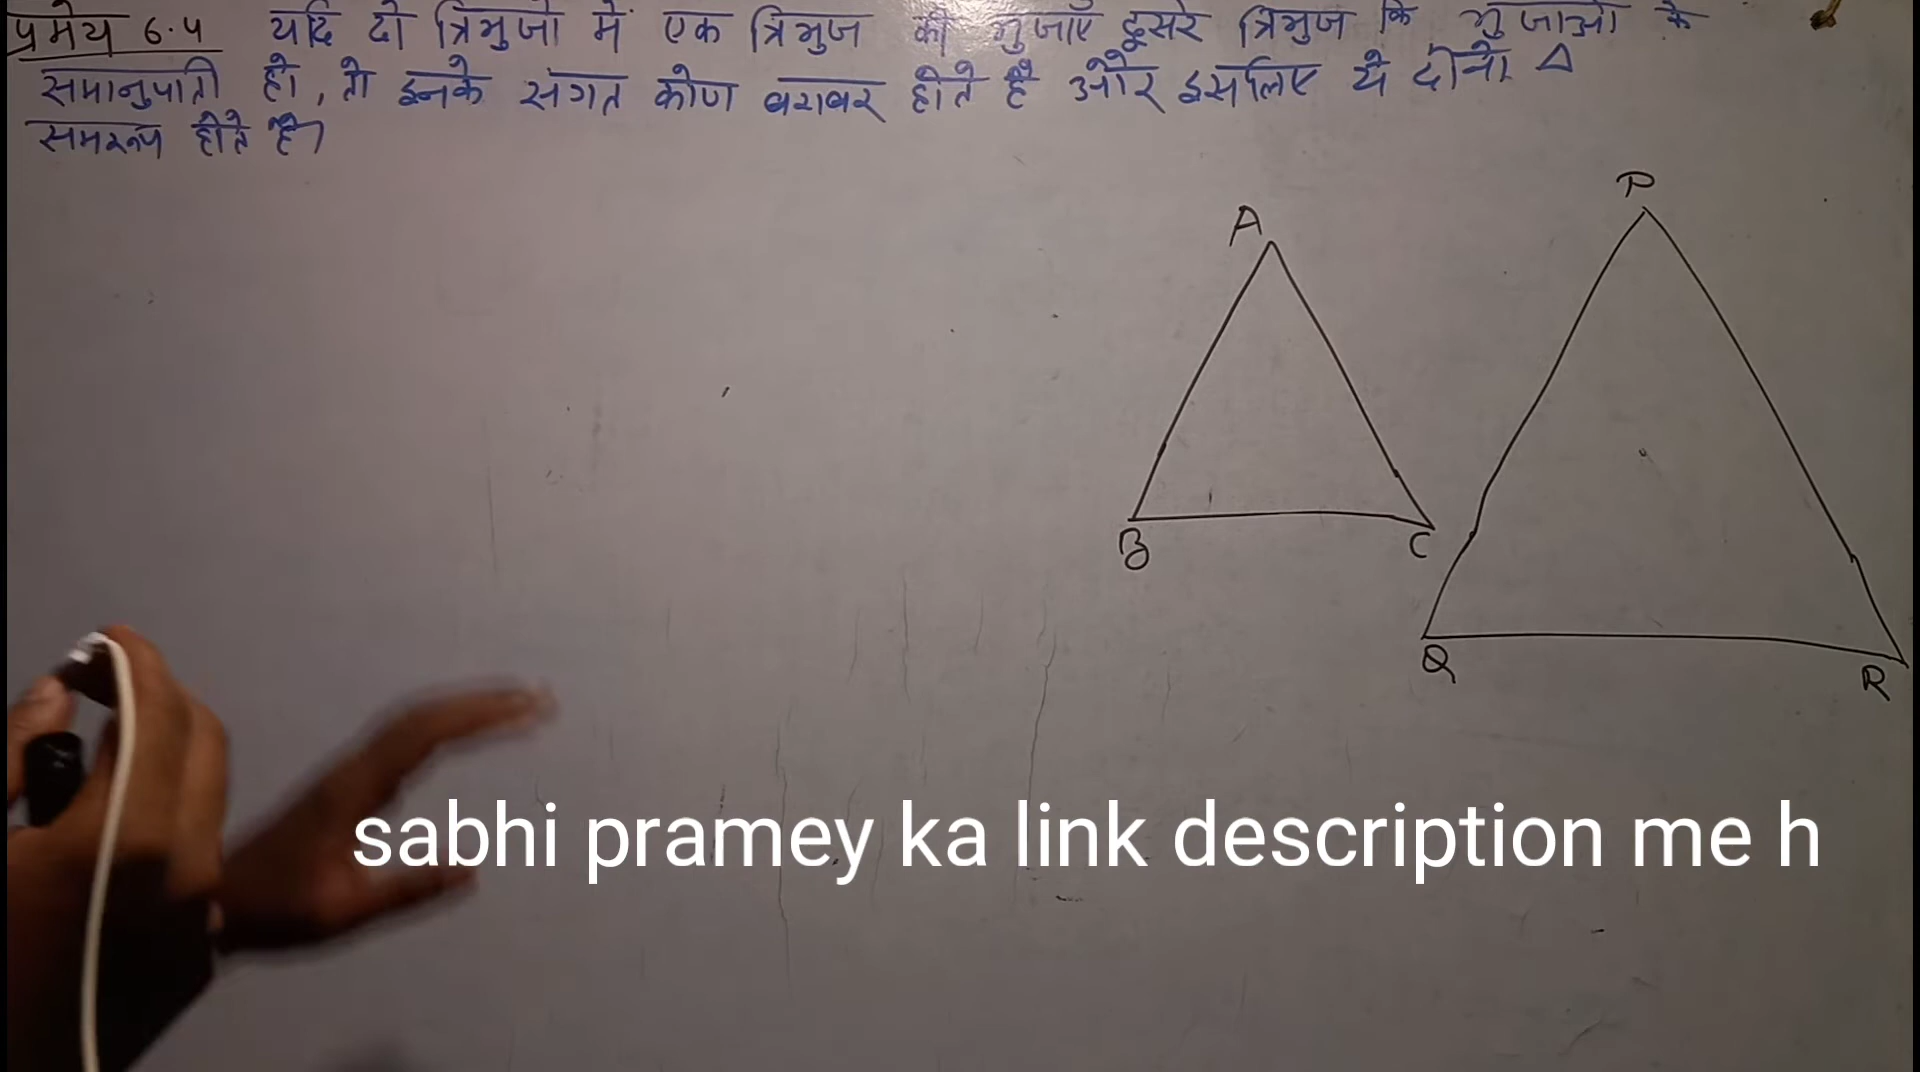 प्रमेय 6.4 यदि दो त्रिभुजो में एक त्रिभुज की भुजाएँ दूसरे त्रिभुज कि भुजाओ के
समानुपाती हो, तो इनके संगत कोण बराबर होते है और इसलिए ये दोनो Δ
समरूप होते है।
A
P
B
C
Q
R
sabhi pramey ka link description me h